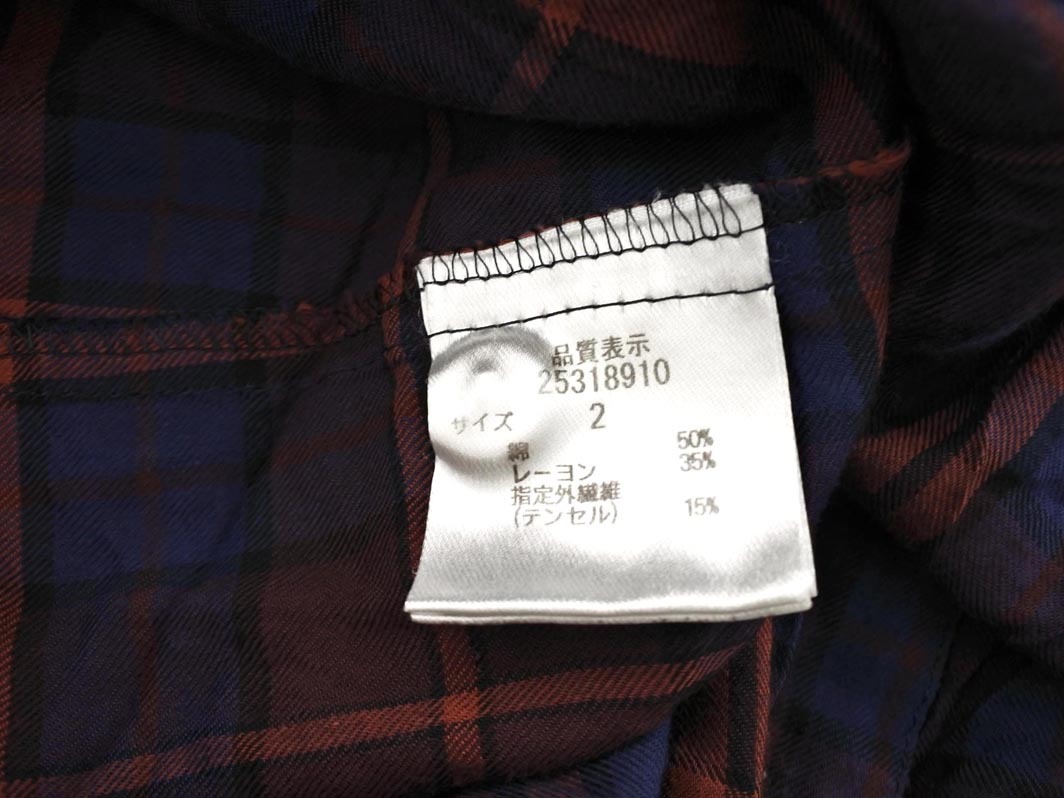 品質表示
25318910
サイズ 2
綿 50%
レーヨン 35%
指定外繊維
(テンセル) 15%